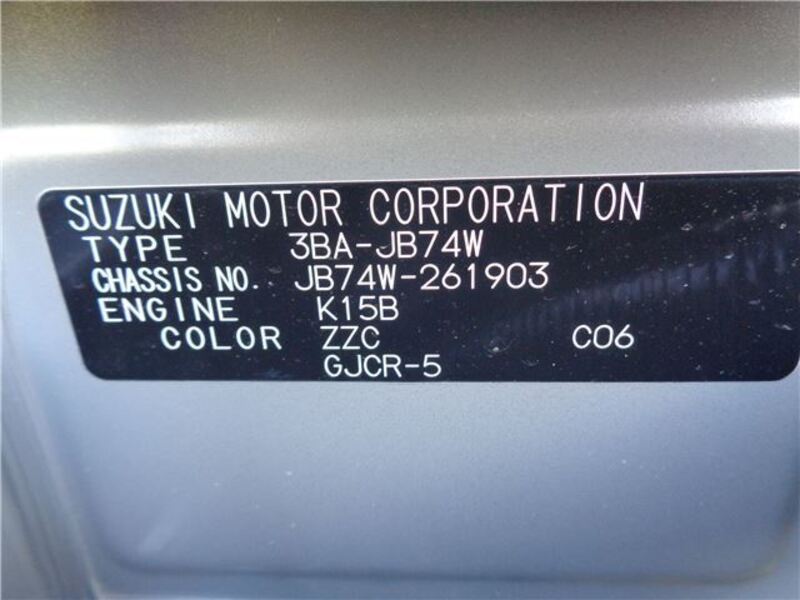 SUZUKI MOTOR CORPORATION
TYPE 3BA-JB74W
CHASSIS NO. JB74W-261903
ENGINE K15B
COLOR ZZC C06
GJCR-5